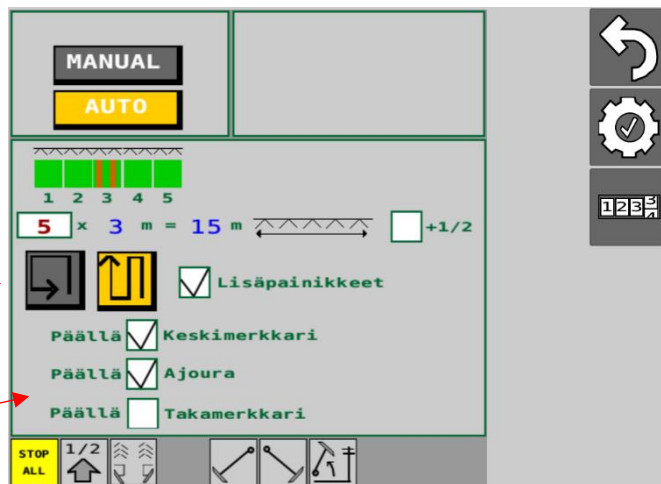 MANUAL
AUTO
1 2 3 4 5
5 x 3 m = 15 m +1/2
Lisäpainikkeet
Päällä Keskimerkkari
Päällä Ajoura
Päällä Takamerkkari
STOP ALL
1/2
123